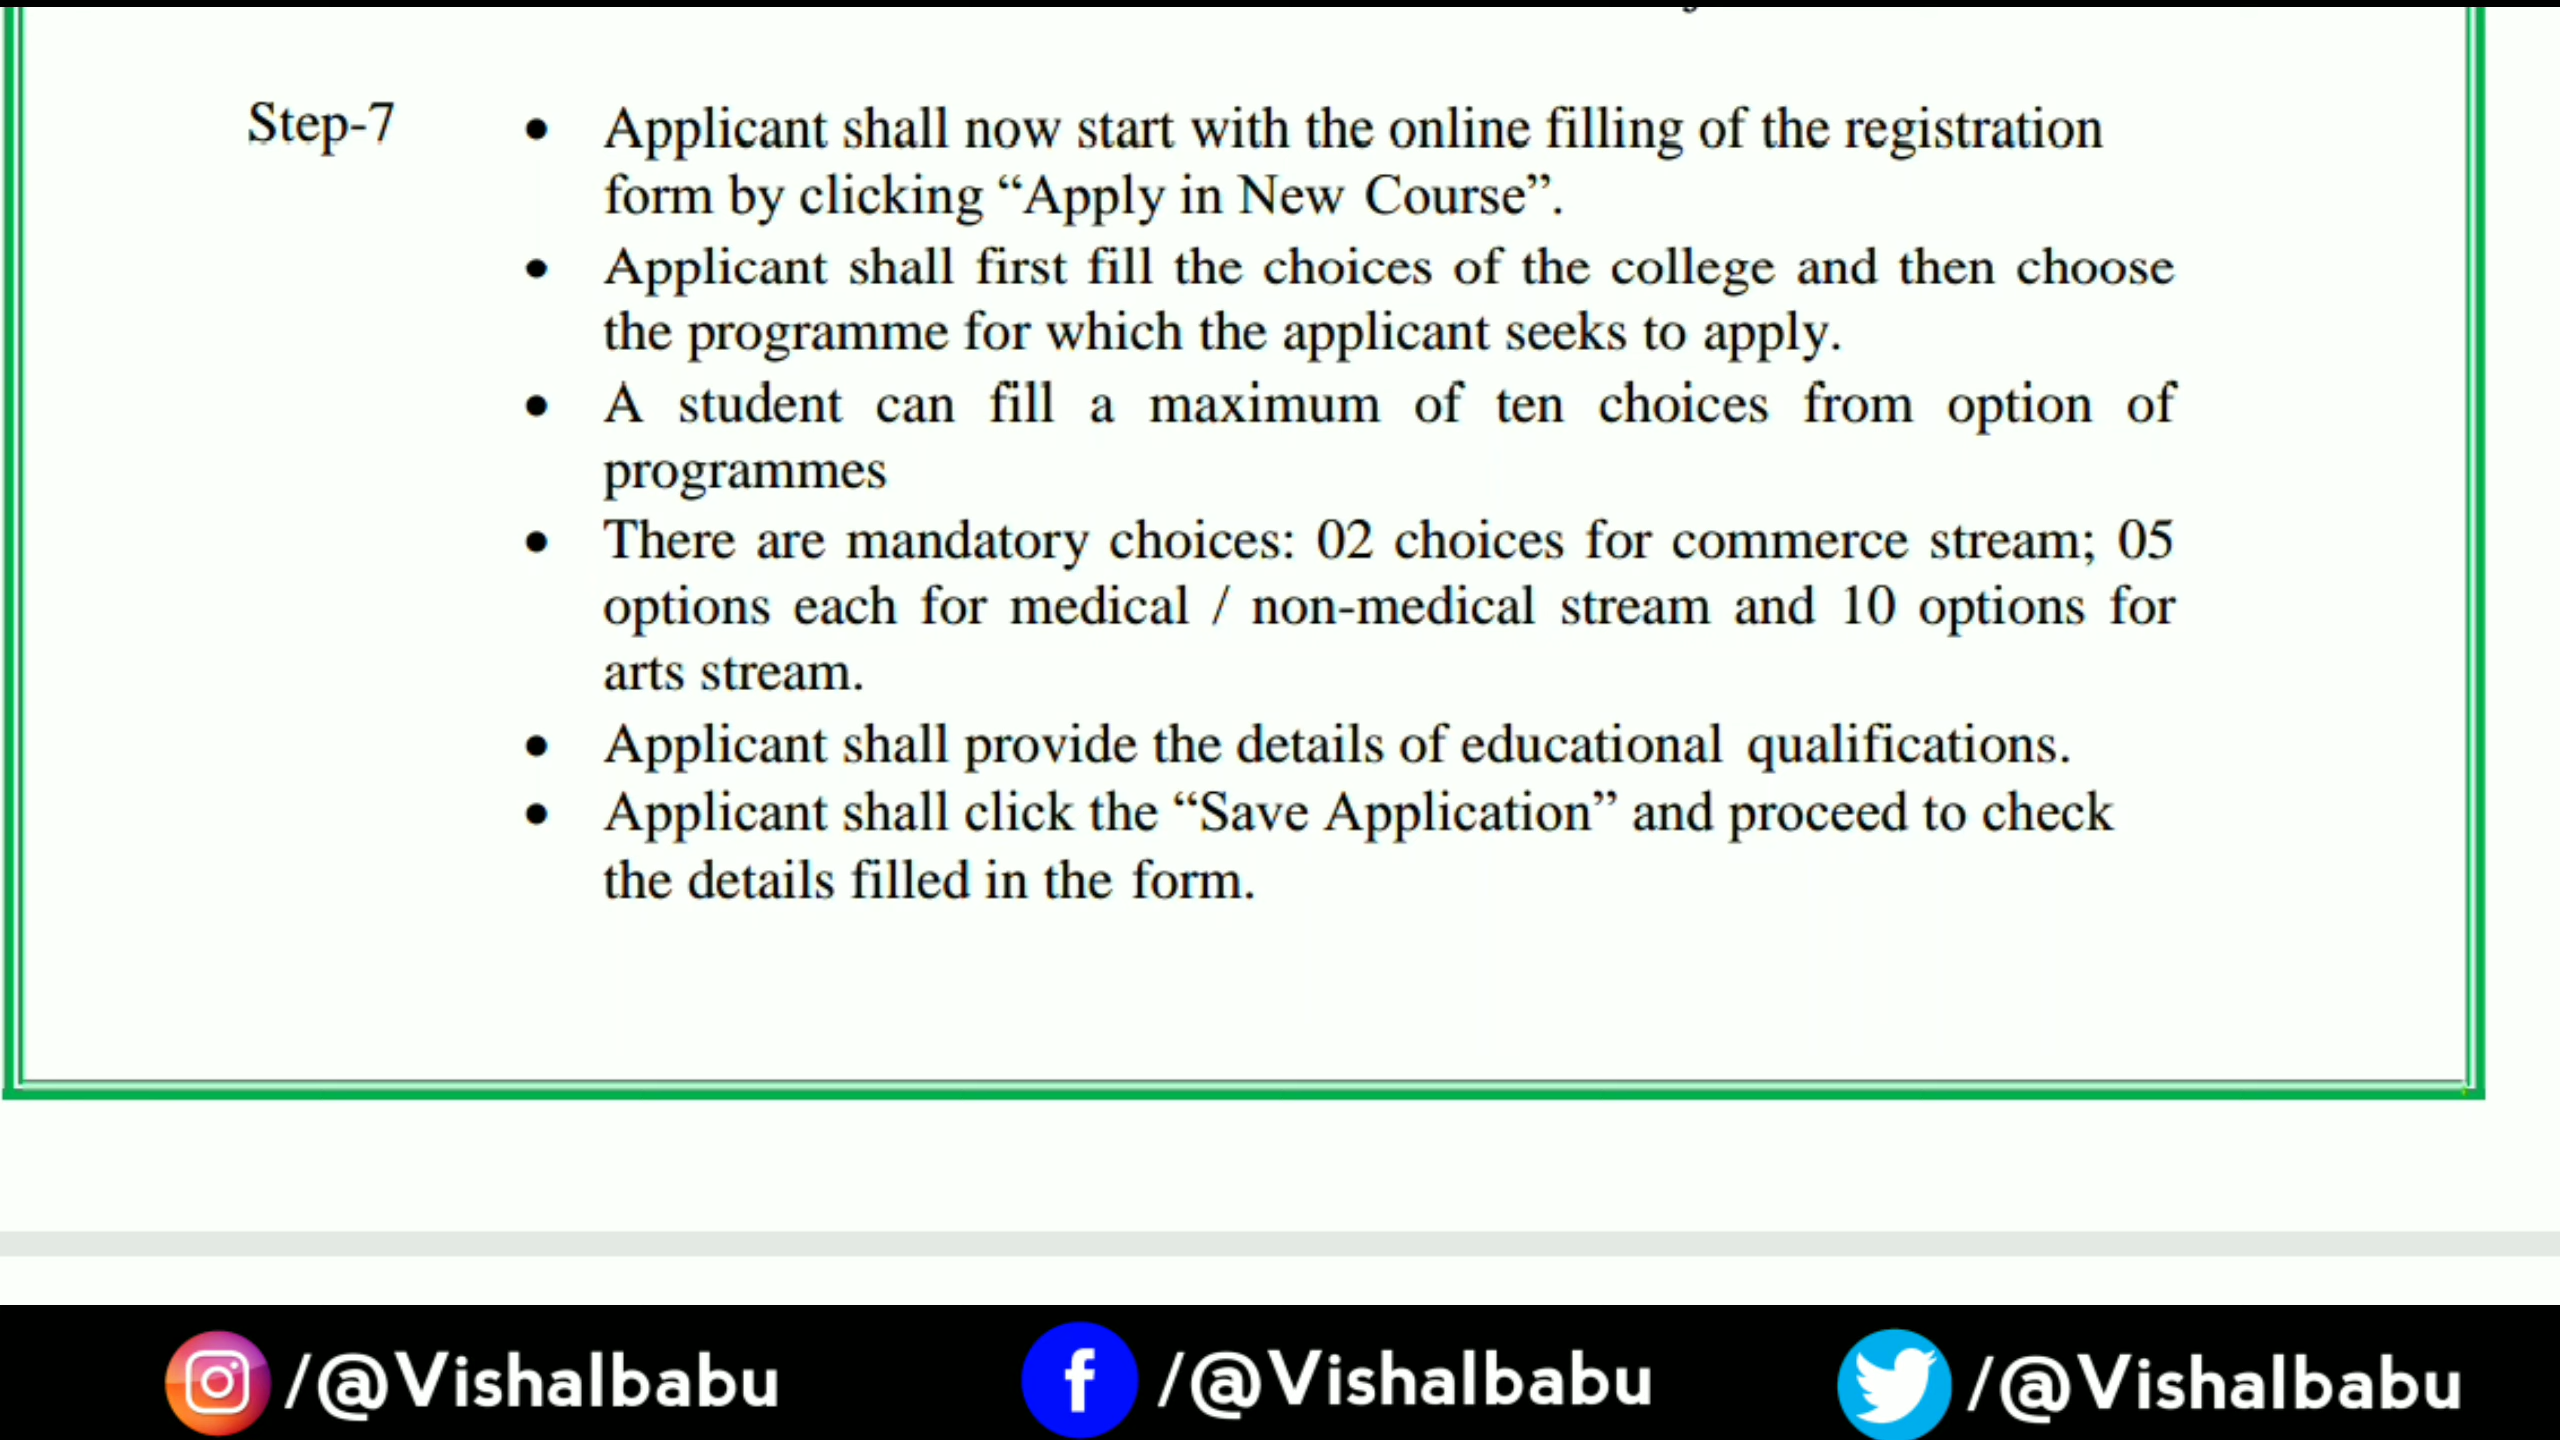 Step-7
• Applicant shall now start with the online filling of the registration
form by clicking “Apply in New Course”.
• Applicant shall first fill the choices of the college and then choose
the programme for which the applicant seeks to apply.
• A student can fill a maximum of ten choices from option of
programmes
• There are mandatory choices: 02 choices for commerce stream; 05
options each for medical / non-medical stream and 10 options for
arts stream.
• Applicant shall provide the details of educational qualifications.
• Applicant shall click the “Save Application” and proceed to check
the details filled in the form.
/@Vishalbabu
/@Vishalbabu
/@Vishalbabu